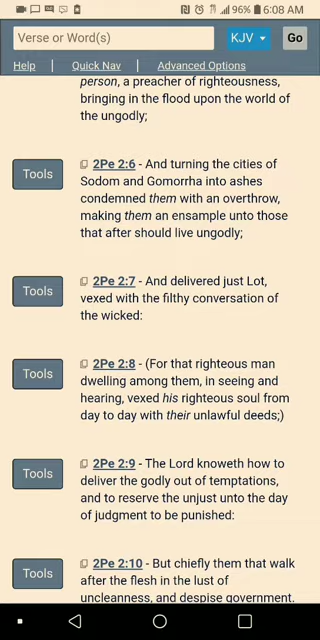 96% 6:08 AM
Verse or Word(s) KJV Go
Help | Quick Nav | Advanced Options
person, a preacher of righteousness,
bringing in the flood upon the world of
the ungodly;
Tools
2Pe 2:6 - And turning the cities of
Sodom and Gomorrha into ashes
condemned them with an overthrow,
making them an ensample unto those
that after should live ungodly;
Tools
2Pe 2:7 - And delivered just Lot,
vexed with the filthy conversation of
the wicked:
Tools
2Pe 2:8 - (For that righteous man
dwelling among them, in seeing and
hearing, vexed his righteous soul from
day to day with their unlawful deeds;)
Tools
2Pe 2:9 - The Lord knoweth how to
deliver the godly out of temptations,
and to reserve the unjust unto the day
of judgment to be punished:
Tools
2Pe 2:10 - But chiefly them that walk
after the flesh in the lust of
uncleanness, and despise government.